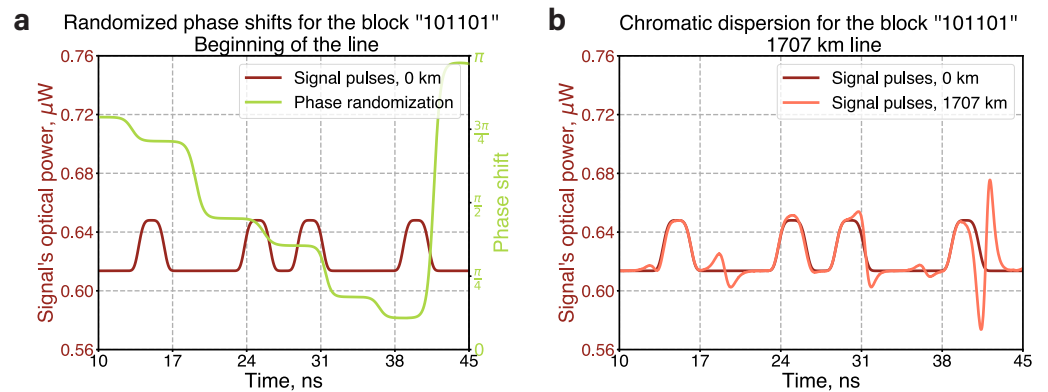 a
Randomized phase shifts for the block "101101"
Beginning of the line
Signal's optical power, μW
0.76
0.72
0.68
0.64
0.60
0.56
Signal pulses, 0 km
Phase randomization
π
3π/4
π/2
π/4
0
Phase shift
10 17 24 31 38 45
Time, ns
b
Chromatic dispersion for the block "101101"
1707 km line
Signal's optical power, μW
0.76
0.72
0.68
0.64
0.60
0.56
Signal pulses, 0 km
Signal pulses, 1707 km
10 17 24 31 38 45
Time, ns